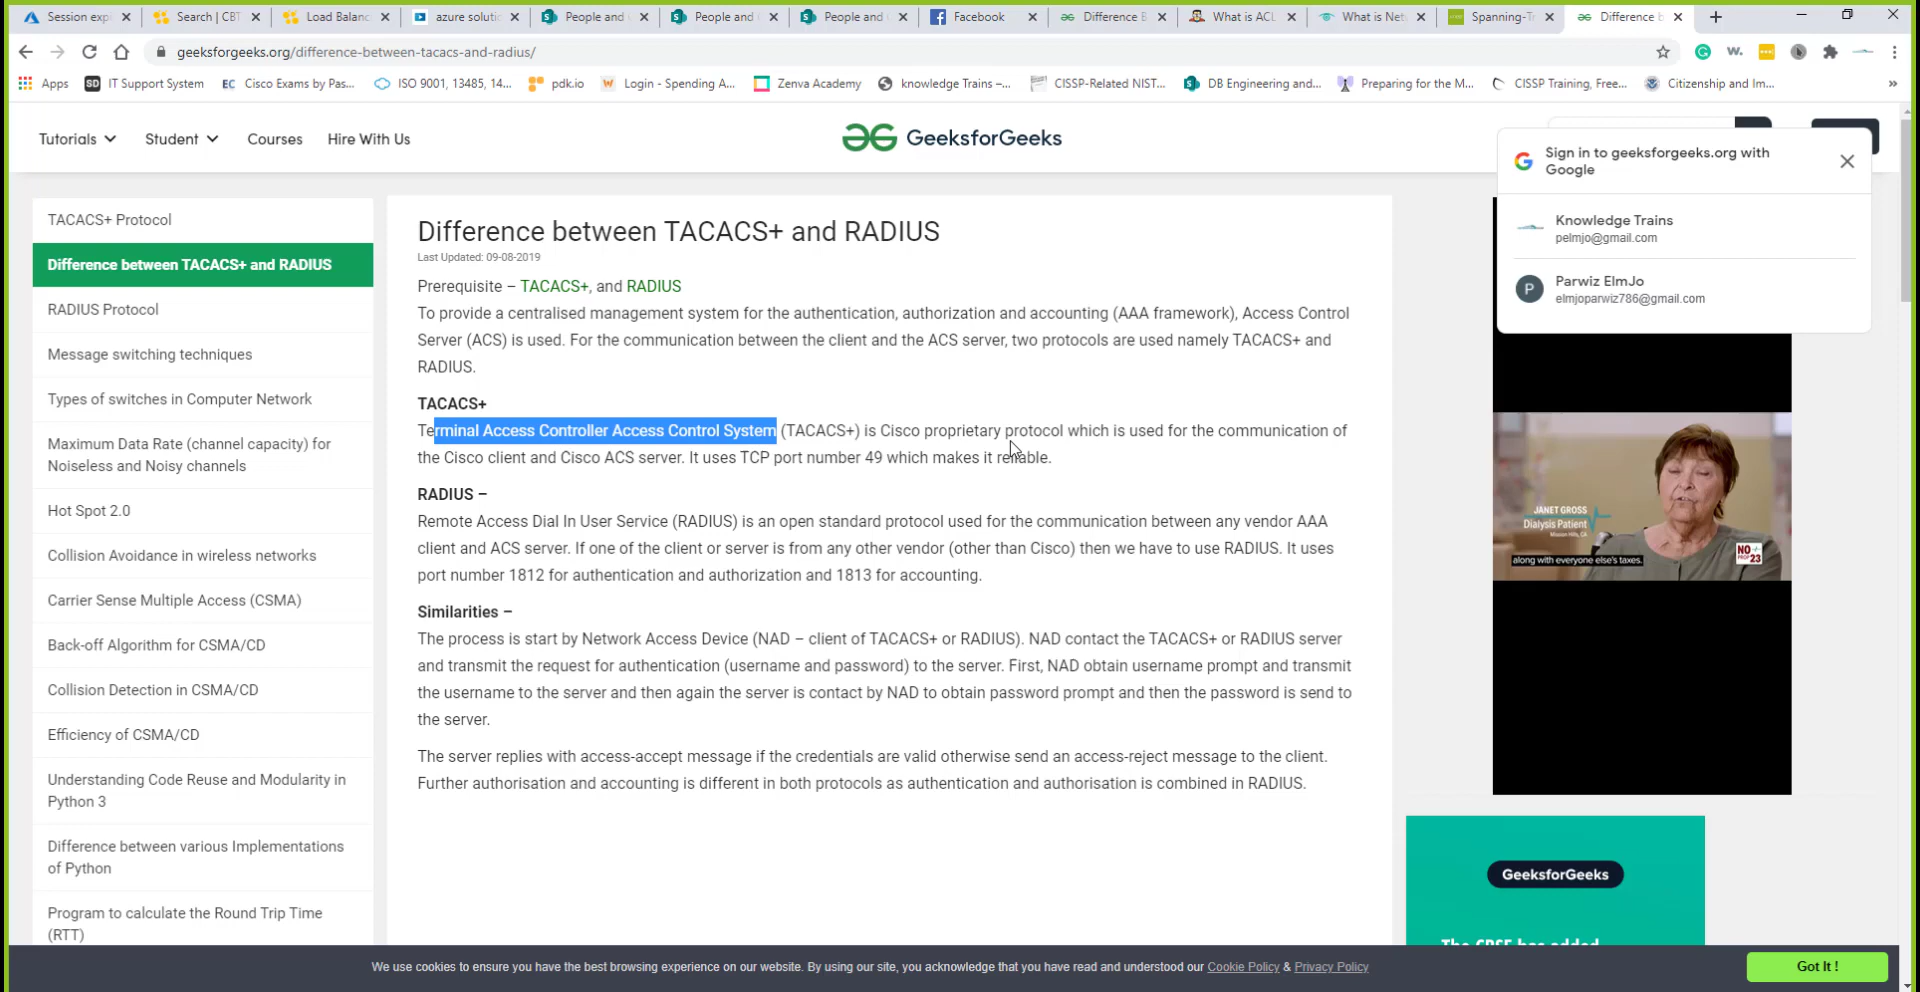 Session exp
Search | CBT
Load Balanc
azure soluti
People and
People and
People and
Facebook
Difference B
What is ACL
What is Net
Spanning-Tr
Difference b
geeksforgeeks.org/difference-between-tacacs-and-radius/
Apps
SD IT Support System
EC Cisco Exams by Pas...
ISO 9001, 13485, 14...
pdk.io
W Login - Spending A...
Zenva Academy
knowledge Trains –...
CISSP-Related NIST...
DB Engineering and...
Preparing for the M...
CISSP Training, Free...
Citizenship and Im...
Tutorials
Student
Courses
Hire With Us
GeeksforGeeks
Sign in to geeksforgeeks.org with
Google
Knowledge Trains
pelmjo@gmail.com
P
Parwiz ElmJo
elmjoparwiz786@gmail.com
TACACS+ Protocol
Difference between TACACS+ and RADIUS
RADIUS Protocol
Message switching techniques
Types of switches in Computer Network
Maximum Data Rate (channel capacity) for
Noiseless and Noisy channels
Hot Spot 2.0
Collision Avoidance in wireless networks
Carrier Sense Multiple Access (CSMA)
Back-off Algorithm for CSMA/CD
Collision Detection in CSMA/CD
Efficiency of CSMA/CD
Understanding Code Reuse and Modularity in
Python 3
Difference between various Implementations
of Python
Program to calculate the Round Trip Time
(RTT)
Difference between TACACS+ and RADIUS
Last Updated: 09-08-2019
Prerequisite – TACACS+, and RADIUS
To provide a centralised management system for the authentication, authorization and accounting (AAA framework), Access Control
Server (ACS) is used. For the communication between the client and the ACS server, two protocols are used namely TACACS+ and
RADIUS.
TACACS+
Terminal Access Controller Access Control System (TACACS+) is Cisco proprietary protocol which is used for the communication of
the Cisco client and Cisco ACS server. It uses TCP port number 49 which makes it reliable.
RADIUS –
Remote Access Dial In User Service (RADIUS) is an open standard protocol used for the communication between any vendor AAA
client and ACS server. If one of the client or server is from any other vendor (other than Cisco) then we have to use RADIUS. It uses
port number 1812 for authentication and authorization and 1813 for accounting.
Similarities –
The process is start by Network Access Device (NAD – client of TACACS+ or RADIUS). NAD contact the TACACS+ or RADIUS server
and transmit the request for authentication (username and password) to the server. First, NAD obtain username prompt and transmit
the username to the server and then again the server is contact by NAD to obtain password prompt and then the password is send to
the server.
The server replies with access-accept message if the credentials are valid otherwise send an access-reject message to the client.
Further authorisation and accounting is different in both protocols as authentication and authorisation is combined in RADIUS.
JANET GROSS
Dialysis Patient
Mission Hills, CA
along with everyone else's taxes.
NO
PROP 23
GeeksforGeeks
The CBSE has added
We use cookies to ensure you have the best browsing experience on our website. By using our site, you acknowledge that you have read and understood our Cookie Policy & Privacy Policy
Got It !